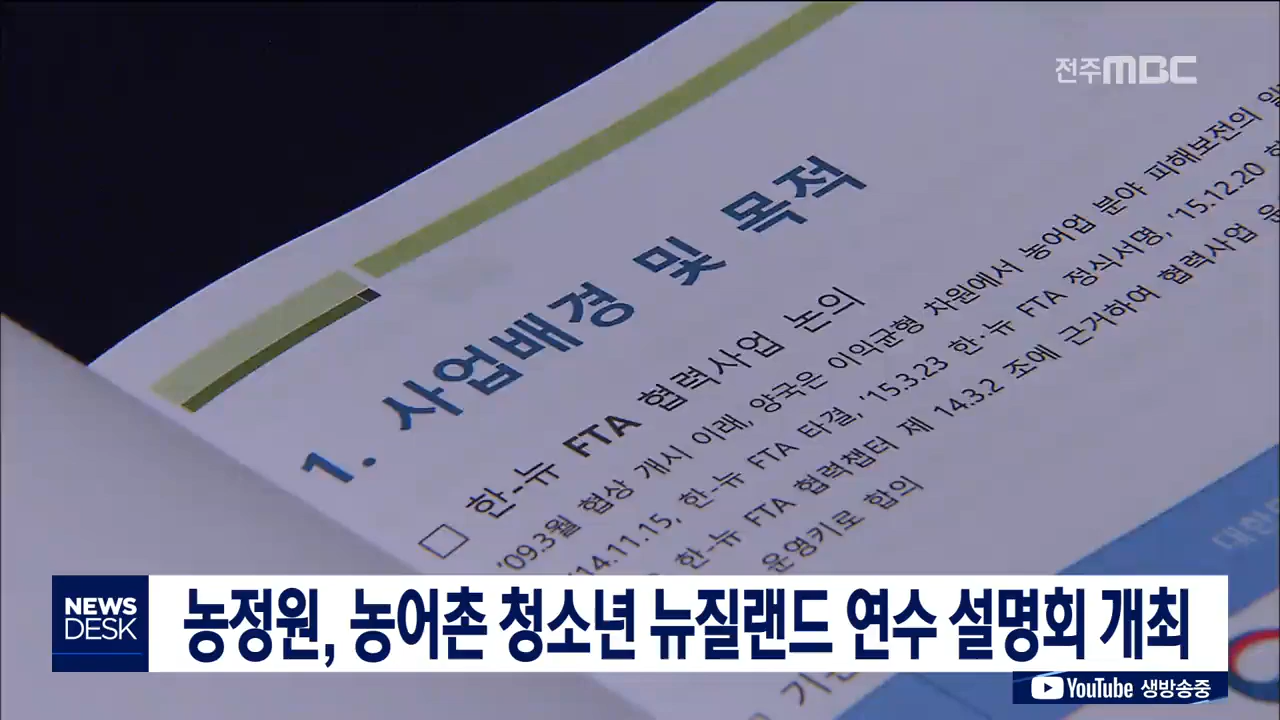 전주MBC
1. 사업배경 및 목적
□ 한-뉴 FTA 협력사업 논의
'09.3월 협상 개시 이래, 양국은 이익균형 차원에서 농어업 분야 피해보전의
'14.11.15, 한-뉴 FTA 타결, '15.3.23 한·뉴 FTA 정식서명, '15.12.20
한-뉴 FTA 협력챕터 제 14.3.2 조에 근거하여 협력사업
운영키로 합의
NEWS
DESK
농정원, 농어촌 청소년 뉴질랜드 연수 설명회 개최
YouTube 생방송중